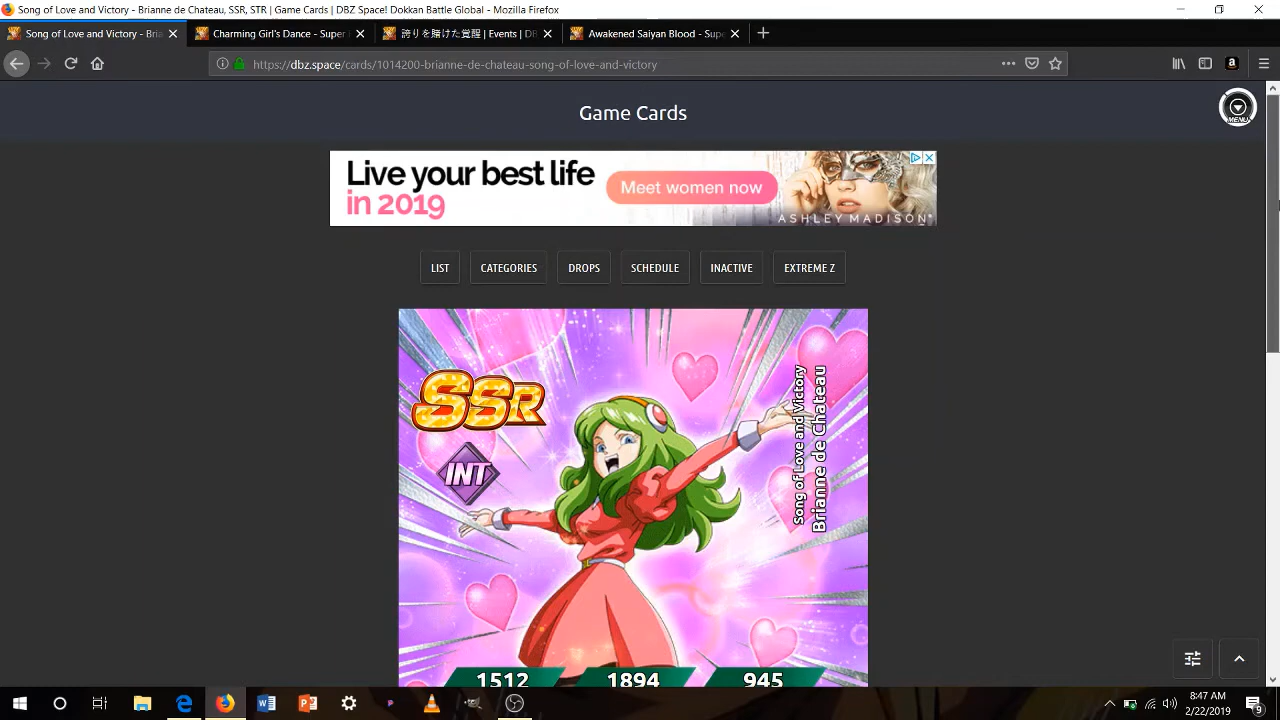 Song of Love and Victory - Brianne de Chateau, SSR, STR | Game Cards | DBZ Space! Dokkan Battle Global - Mozilla Firefox
Song of Love and Victory - Bria
Charming Girl's Dance - Super
誇りを賭けた覚醒 | Events | DB
Awakened Saiyan Blood - Supe
https://dbz.space/cards/1014200-brianne-de-chateau-song-of-love-and-victory
Game Cards
MENU
Live your best life
in 2019
Meet women now
ASHLEY MADISON®
LIST
CATEGORIES
DROPS
SCHEDULE
INACTIVE
EXTREME Z
SSR
INT
Song of Love and Victory
Brianne de Chateau
1512
1894
945
8:47 AM
2/22/2019
9